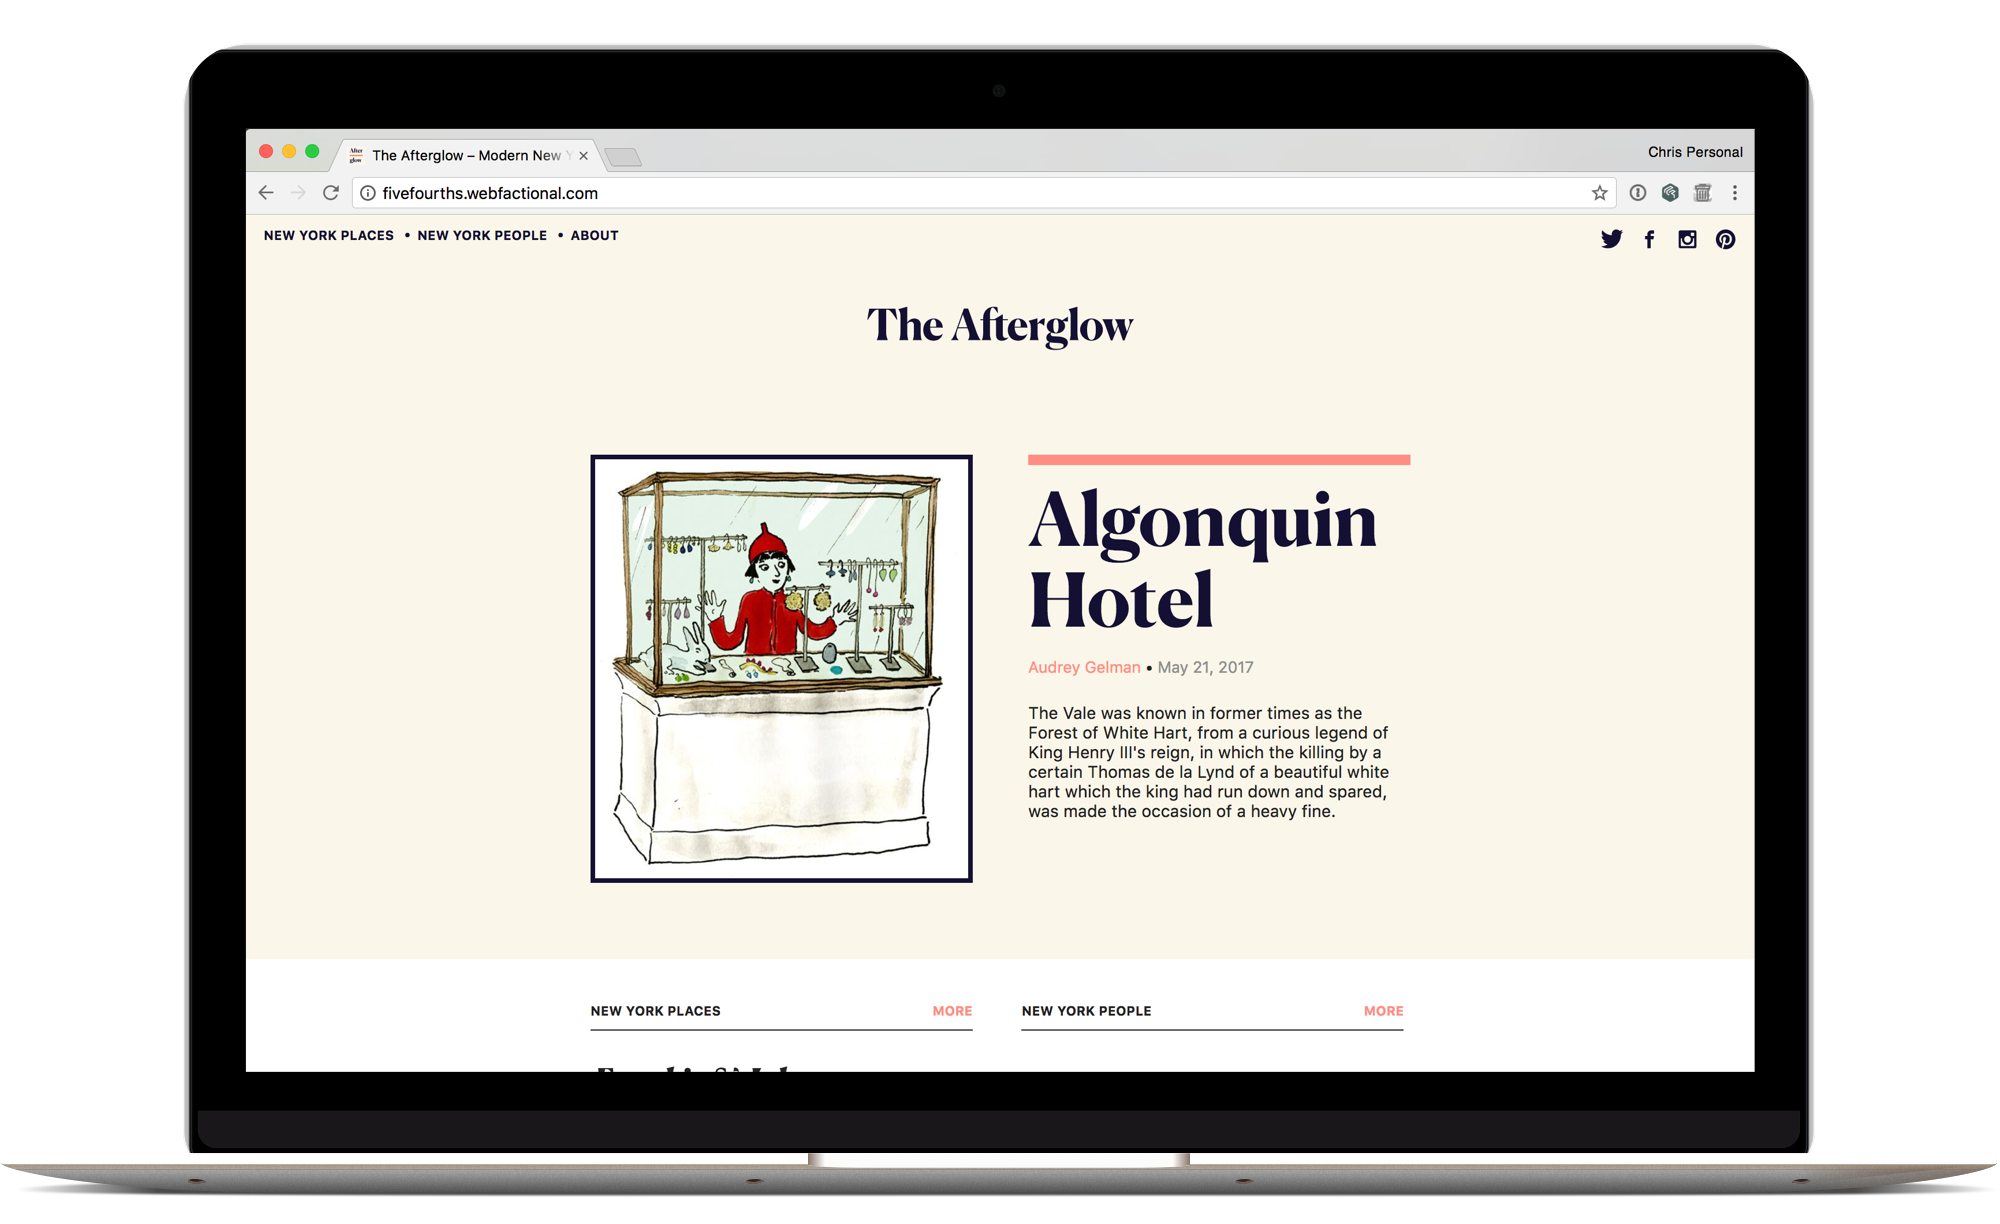 The Afterglow – Modern New Y
Chris Personal
fivefourths.webfactional.com
NEW YORK PLACES • NEW YORK PEOPLE • ABOUT
The Afterglow
Algonquin
Hotel
Audrey Gelman • May 21, 2017
The Vale was known in former times as the
Forest of White Hart, from a curious legend of
King Henry III's reign, in which the killing by a
certain Thomas de la Lynd of a beautiful white
hart which the king had run down and spared,
was made the occasion of a heavy fine.
NEW YORK PLACES MORE
NEW YORK PEOPLE MORE